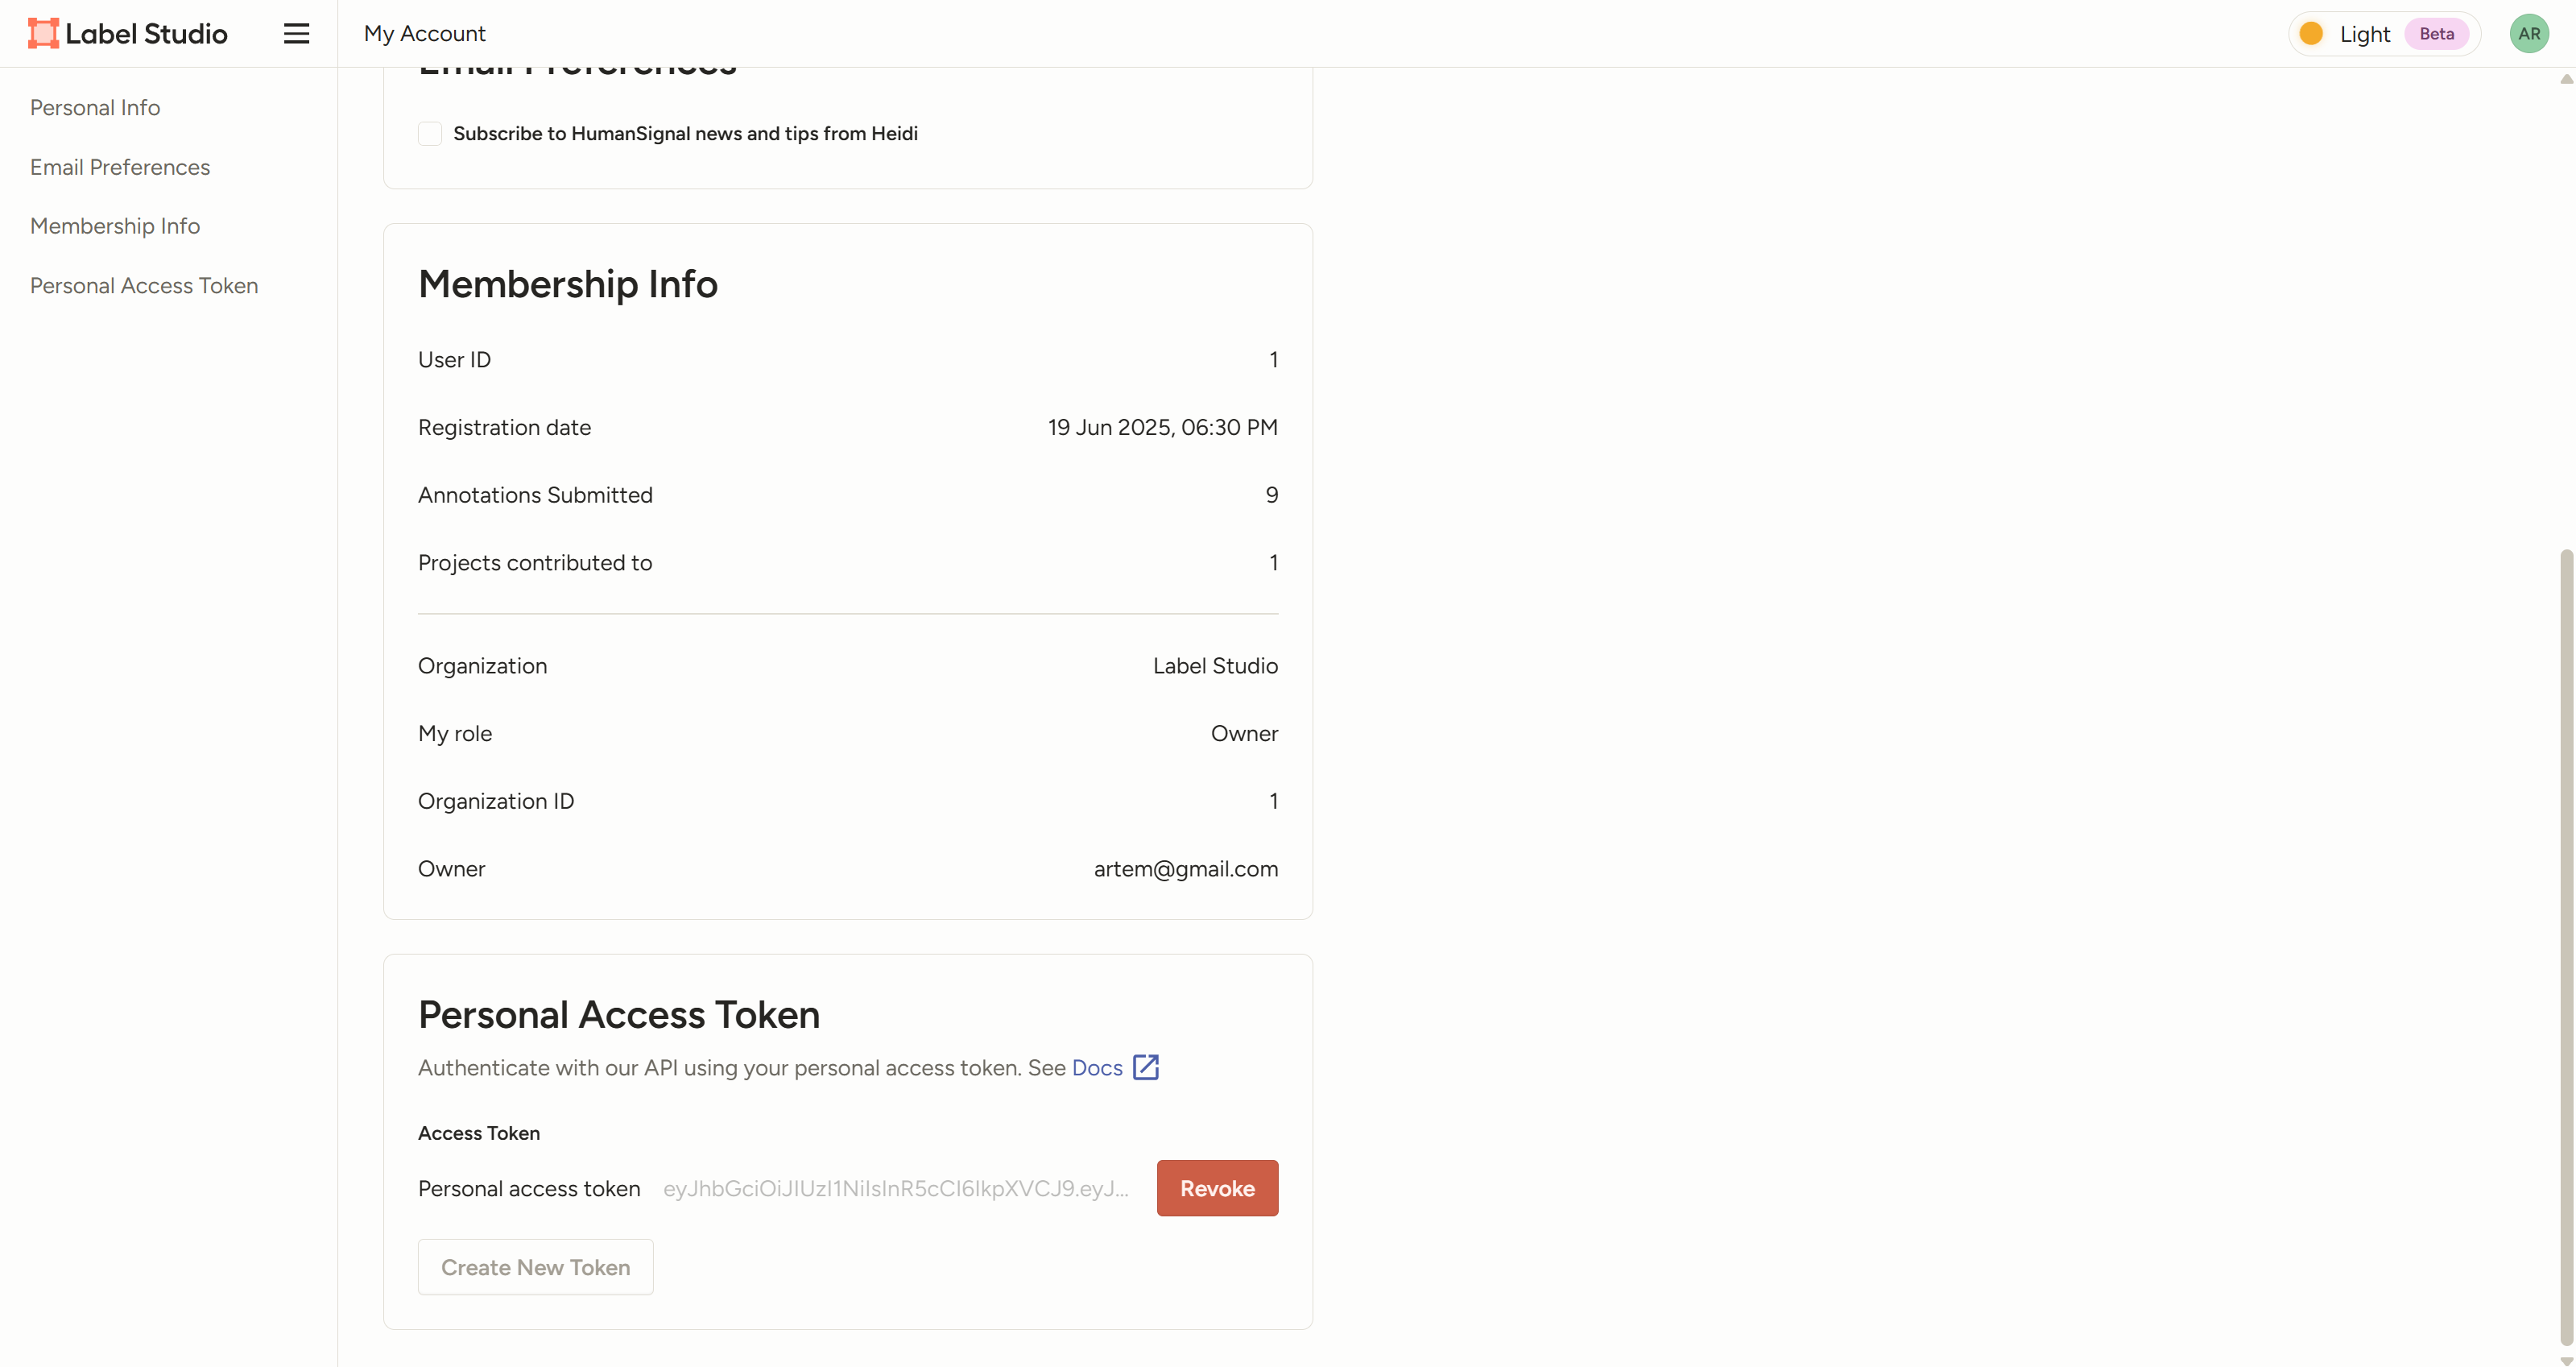 Label Studio
My Account
Light
Beta
AR
Personal Info
Email Preferences
Membership Info
Personal Access Token
Email Preferences
Subscribe to HumanSignal news and tips from Heidi
Membership Info
User ID 1
Registration date 19 Jun 2025, 06:30 PM
Annotations Submitted 9
Projects contributed to 1
Organization Label Studio
My role Owner
Organization ID 1
Owner artem@gmail.com
Personal Access Token
Authenticate with our API using your personal access token. See Docs
Access Token
Personal access token eyJhbGciOiJIUzI1NiIsInR5cCI6IkpXVCJ9.eyJ...
Revoke
Create New Token